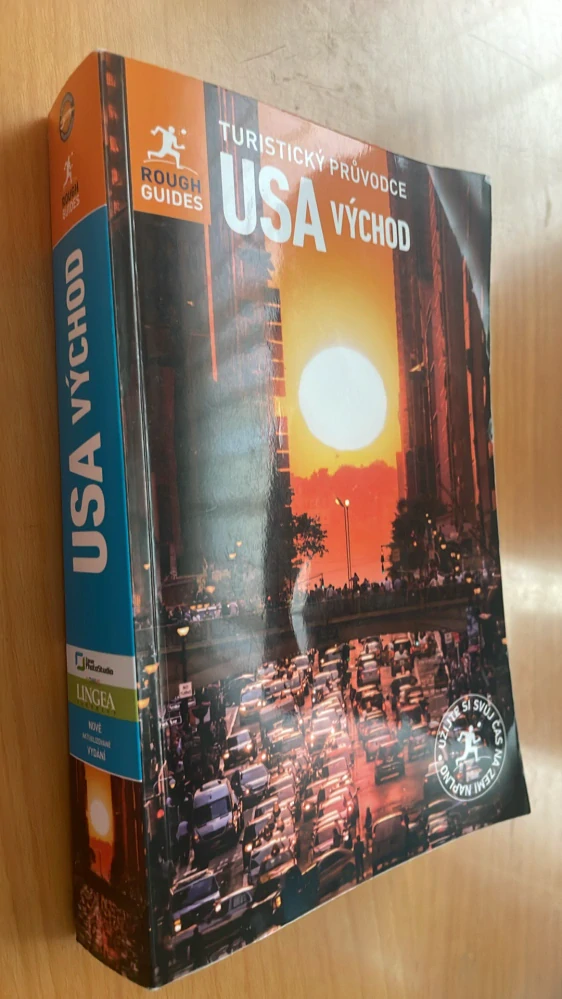 TURISTICKÝ PRŮVODCE
USA VÝCHOD
ROUGH
GUIDES
UŽIJTE SI SVŮJ ČAS NA ZEMI NAPLNO
ROUGH
GUIDES
USA VÝCHOD
LINGEA
NOVÉ
AKTUALIZOVANÉ
VYDÁNÍ